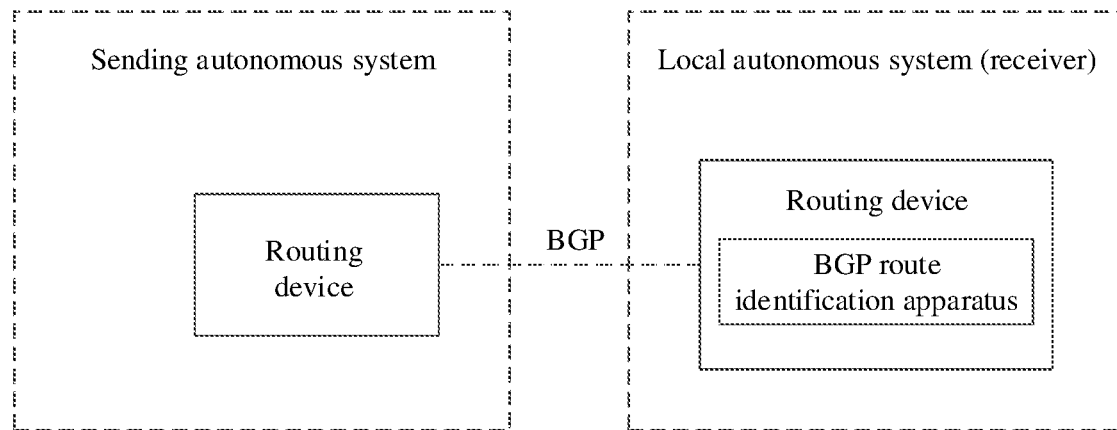 Sending autonomous system
Local autonomous system (receiver)
Routing device
BGP
Routing
device
BGP route
identification apparatus